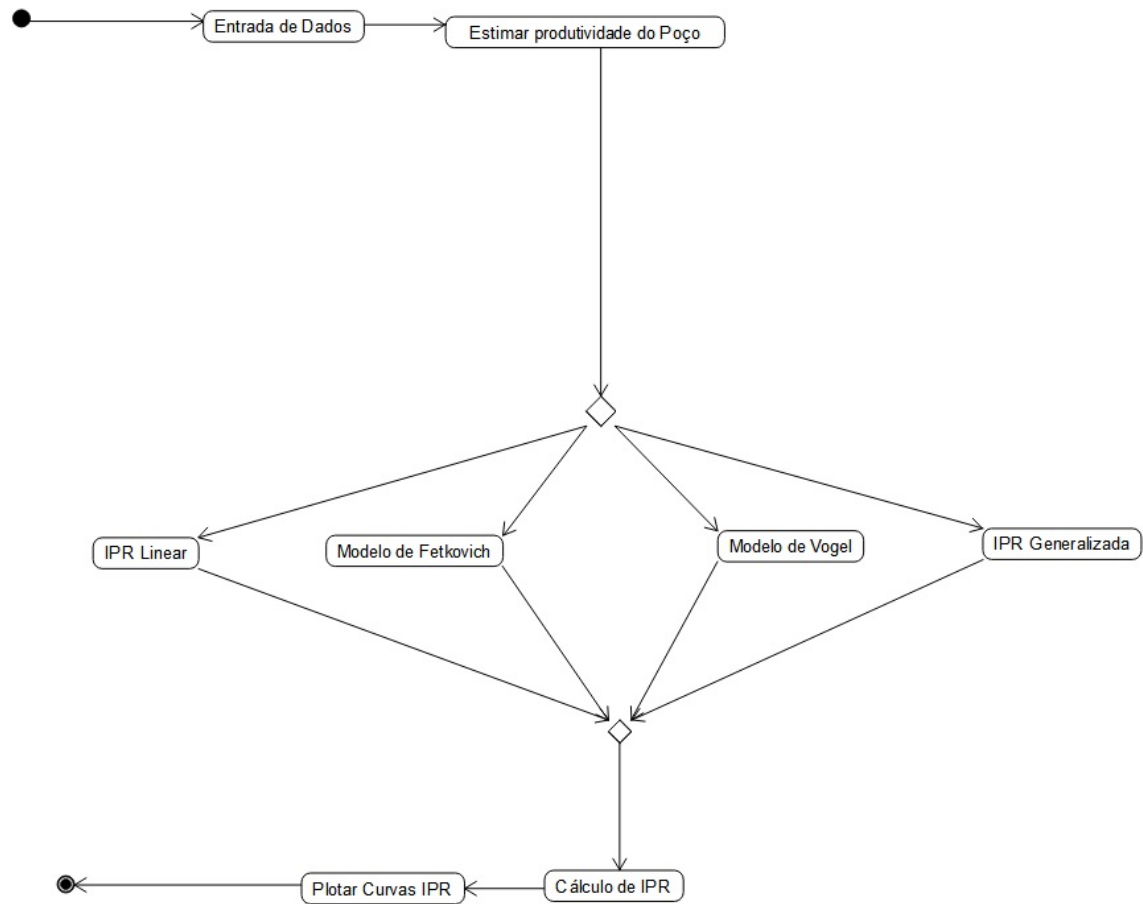 Entrada de Dados
Estimar produtividade do Poço
IPR Linear
Modelo de Fetkovich
Modelo de Vogel
IPR Generalizada
Plotar Curvas IPR
Cálculo de IPR